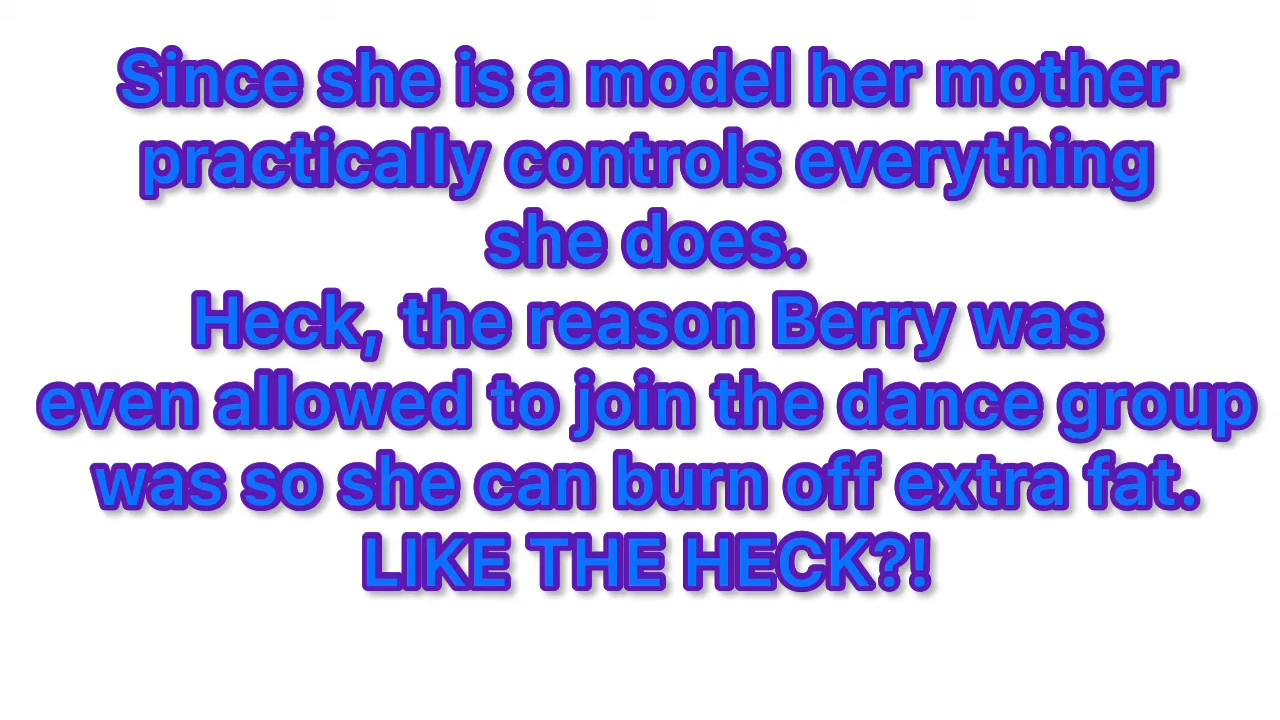 Since she is a model her mother
practically controls everything
she does.
Heck, the reason Berry was
even allowed to join the dance group
was so she can burn off extra fat.
LIKE THE HECK?!